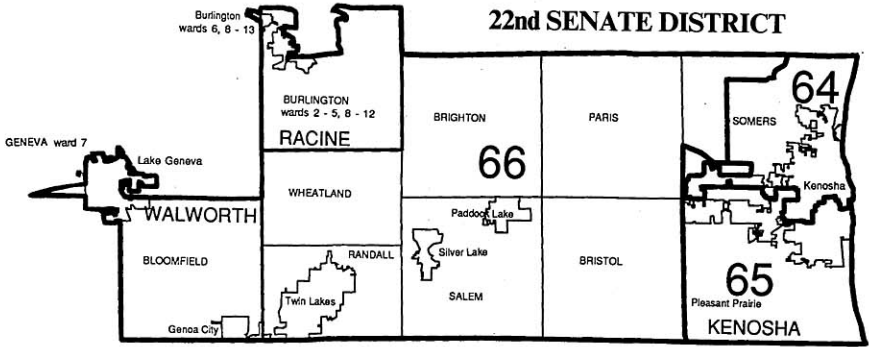 22nd SENATE DISTRICT
Burlington
wards 6, 8 - 13
BURLINGTON
wards 2 - 5, 8 - 12
RACINE
BRIGHTON
PARIS
SOMERS
64
GENEVA ward 7
Lake Geneva
66
WHEATLAND
Kenosha
WALWORTH
Paddock Lake
BLOOMFIELD
RANDALL
Silver Lake
BRISTOL
65
Twin Lakes
SALEM
Pleasant Prairie
Genoa City
KENOSHA